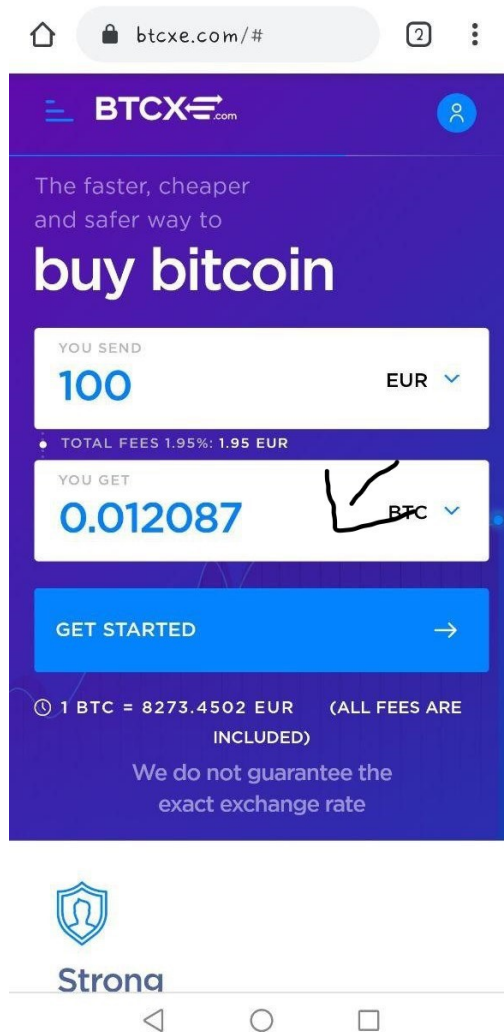 btcxe.com/#
2
BTCXE.com
The faster, cheaper
and safer way to
buy bitcoin
YOU SEND
100 EUR
TOTAL FEES 1.95%: 1.95 EUR
YOU GET
0.012087 BTC
GET STARTED
1 BTC = 8273.4502 EUR (ALL FEES ARE
INCLUDED)
We do not guarantee the
exact exchange rate
Strong